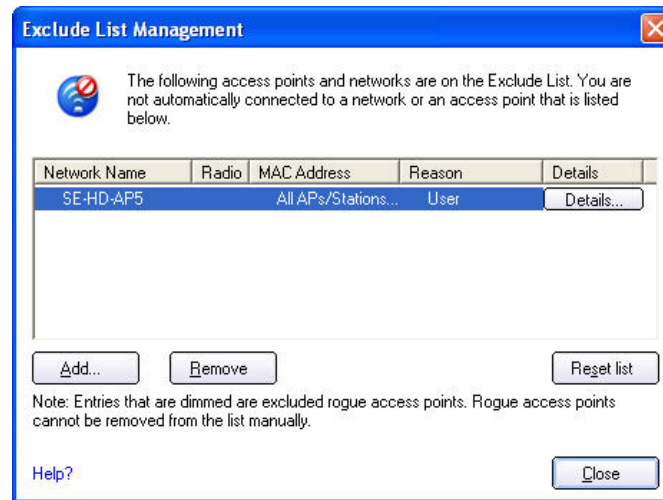 Exclude List Management
The following access points and networks are on the Exclude List. You are
not automatically connected to a network or an access point that is listed
below.
Network Name Radio MAC Address Reason Details
SE-HD-AP5 All APs/Stations... User Details...
Add... Remove Reset list
Note: Entries that are dimmed are excluded rogue access points. Rogue access points
cannot be removed from the list manually.
Help? Close